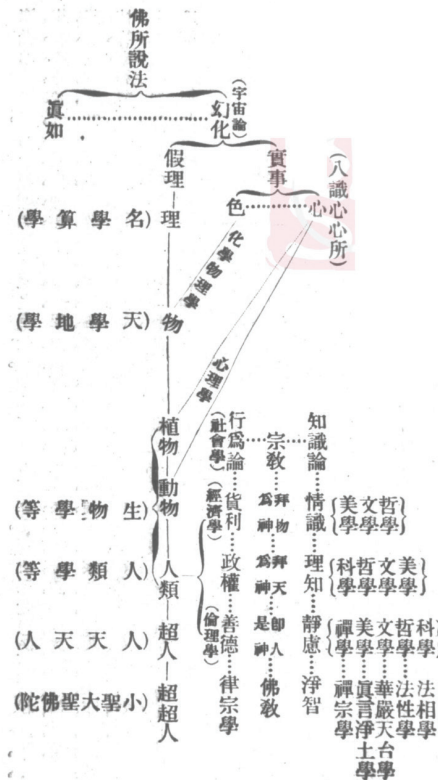 佛所說法
(宇宙論)
幻化
眞如
實事
假理
(八識心心所)
心
色
理
(名學算學)
化學物理學
物
(天學地學)
心理學
植物
動物
(生物學等)
人類
(人類學等)
超人
(人天天人)
超超人
(小聖大聖佛陀)
知識論
宗教
行爲論
(社會學)
情識
拜物爲神
貨利
(經濟學)
哲學
文學
美學
理知
拜天爲神
政權
美學
文學
哲學
科學
靜慮
即人是神
善德
(倫理學)
科學
哲學
文學
美學
禪學
淨智
佛教
律宗學
法相學
法性學
華嚴天台學
眞言淨土學
禪宗學